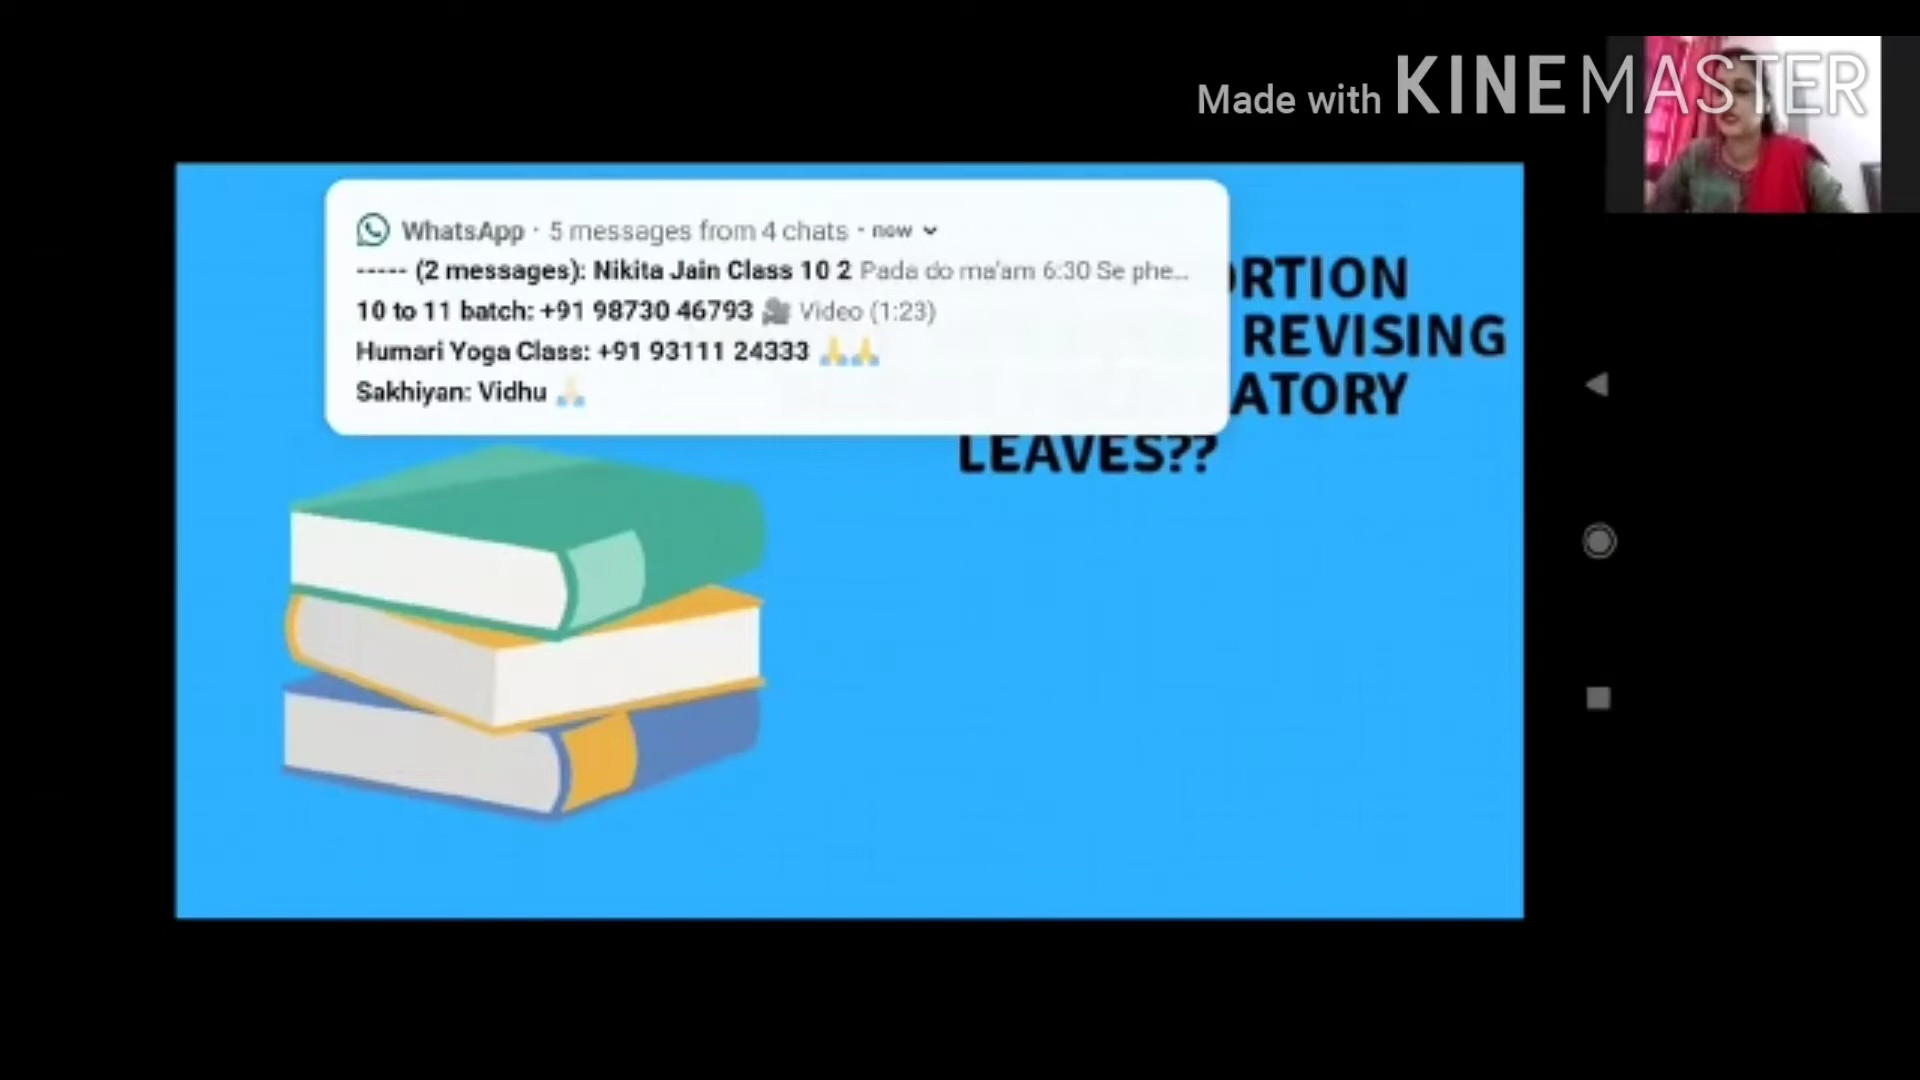 Made with KINEMASTER
WhatsApp · 5 messages from 4 chats · now
----- (2 messages): Nikita Jain Class 10 2 Pada do ma'am 6:30 Se phe...
10 to 11 batch: +91 98730 46793 🎥 Video (1:23)
Humari Yoga Class: +91 93111 24333 🙏🙏
Sakhiyan: Vidhu 🙏🏻
RTION
REVISING
ATORY
LEAVES??